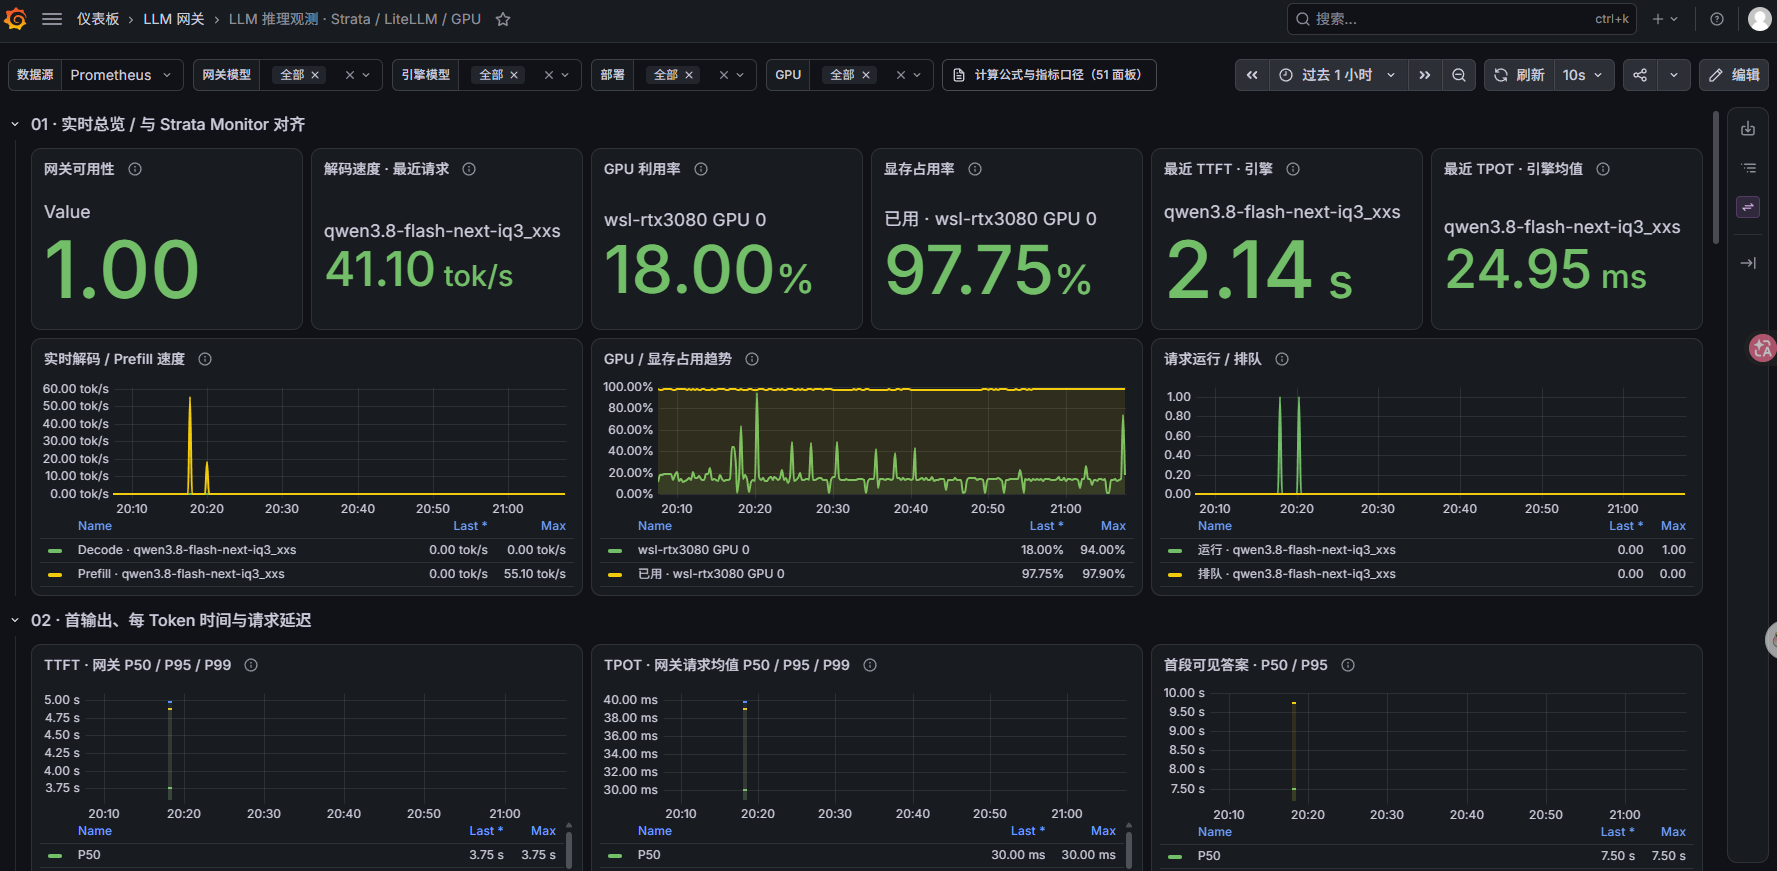 仪表板 › LLM 网关 › LLM 推理观测 · Strata / LiteLLM / GPU
搜索... ctrl+k
数据源 Prometheus 网关模型 全部 引擎模型 全部 部署 全部 GPU 全部 计算公式与指标口径（51 面板） 过去 1 小时 刷新 10s 编辑
01 · 实时总览 / 与 Strata Monitor 对齐
网关可用性
Value
1.00
解码速度 · 最近请求
qwen3.8-flash-next-iq3_xxs
41.10 tok/s
GPU 利用率
wsl-rtx3080 GPU 0
18.00%
显存占用率
已用 · wsl-rtx3080 GPU 0
97.75%
最近 TTFT · 引擎
qwen3.8-flash-next-iq3_xxs
2.14 s
最近 TPOT · 引擎均值
qwen3.8-flash-next-iq3_xxs
24.95 ms
实时解码 / Prefill 速度
60.00 tok/s
50.00 tok/s
40.00 tok/s
30.00 tok/s
20.00 tok/s
10.00 tok/s
0.00 tok/s
20:10 20:20 20:30 20:40 20:50 21:00
Name Last * Max
Decode · qwen3.8-flash-next-iq3_xxs 0.00 tok/s 0.00 tok/s
Prefill · qwen3.8-flash-next-iq3_xxs 0.00 tok/s 55.10 tok/s
GPU / 显存占用趋势
100.00%
80.00%
60.00%
40.00%
20.00%
0.00%
20:10 20:20 20:30 20:40 20:50 21:00
Name Last * Max
wsl-rtx3080 GPU 0 18.00% 94.00%
已用 · wsl-rtx3080 GPU 0 97.75% 97.90%
请求运行 / 排队
1.00
0.80
0.60
0.40
0.20
0.00
20:10 20:20 20:30 20:40 20:50 21:00
Name Last * Max
运行 · qwen3.8-flash-next-iq3_xxs 0.00 1.00
排队 · qwen3.8-flash-next-iq3_xxs 0.00 0.00
02 · 首输出、每 Token 时间与请求延迟
TTFT · 网关 P50 / P95 / P99
5.00 s
4.75 s
4.50 s
4.25 s
4.00 s
3.75 s
20:10 20:20 20:30 20:40 20:50 21:00
Name Last * Max
P50 3.75 s 3.75 s
TPOT · 网关请求均值 P50 / P95 / P99
40.00 ms
38.00 ms
36.00 ms
34.00 ms
32.00 ms
30.00 ms
20:10 20:20 20:30 20:40 20:50 21:00
Name Last * Max
P50 30.00 ms 30.00 ms
首段可见答案 · P50 / P95
10.00 s
9.50 s
9.00 s
8.50 s
8.00 s
7.50 s
20:10 20:20 20:30 20:40 20:50 21:00
Name Last * Max
P50 7.50 s 7.50 s